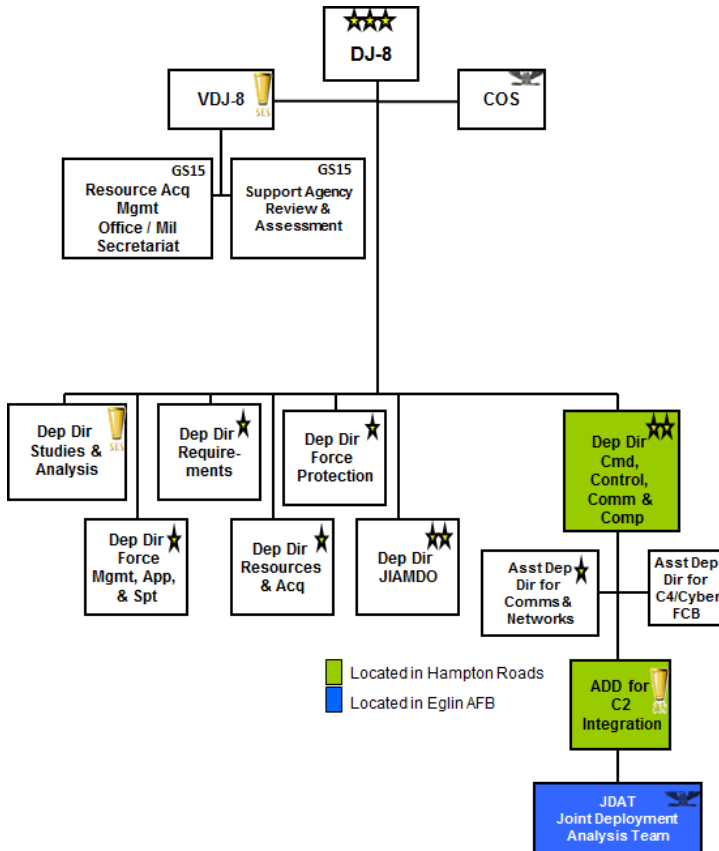 DJ-8
VDJ-8
SES
COS
GS15
Resource Acq
Mgmt
Office / Mil
Secretariat
GS15
Support Agency
Review &
Assessment
Dep Dir
Studies &
Analysis
SES
Dep Dir
Require-
ments
Dep Dir
Force
Protection
Dep Dir
Cmd,
Control,
Comm &
Comp
Dep Dir
Force
Mgmt, App,
& Spt
Dep Dir
Resources
& Acq
Dep Dir
JIAMDO
Asst Dep
Dir for
Comms &
Networks
Asst Dep
Dir for
C4/Cyber
FCB
Located in Hampton Roads
Located in Eglin AFB
ADD for
C2
Integration
SES
JDAT
Joint Deployment
Analysis Team